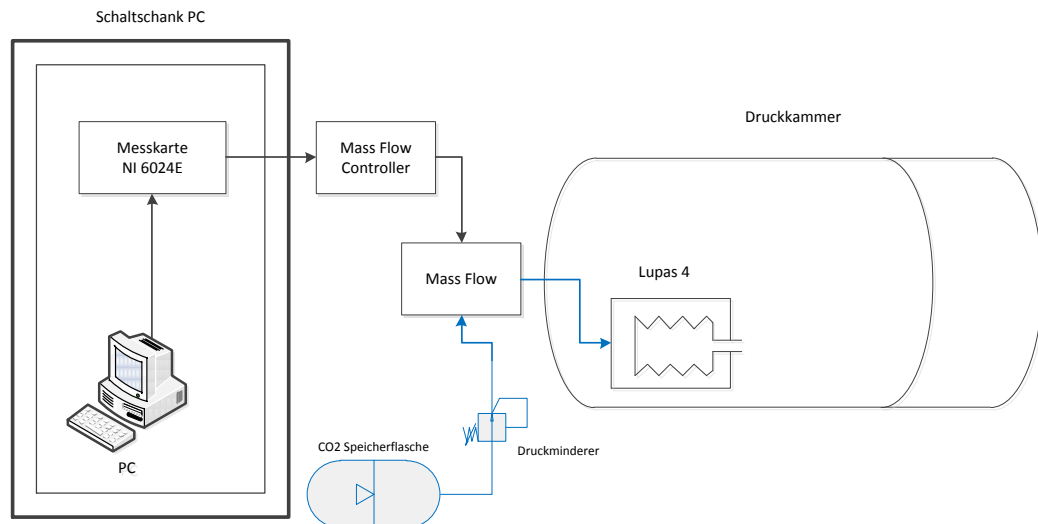 Schaltschank PC
Messkarte
NI 6024E
Mass Flow
Controller
Druckkammer
Mass Flow
Lupas 4
PC
CO2 Speicherflasche
Druckminderer